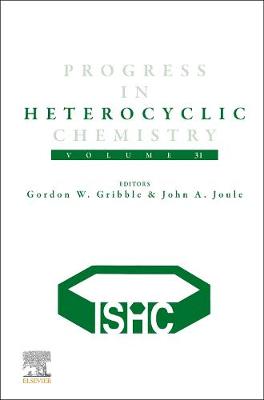 PROGRESS
IN
HETEROCYCLIC
CHEMISTRY
VOLUME 31
EDITORS
Gordon W. Gribble & John A. Joule
ISHC
ELSEVIER